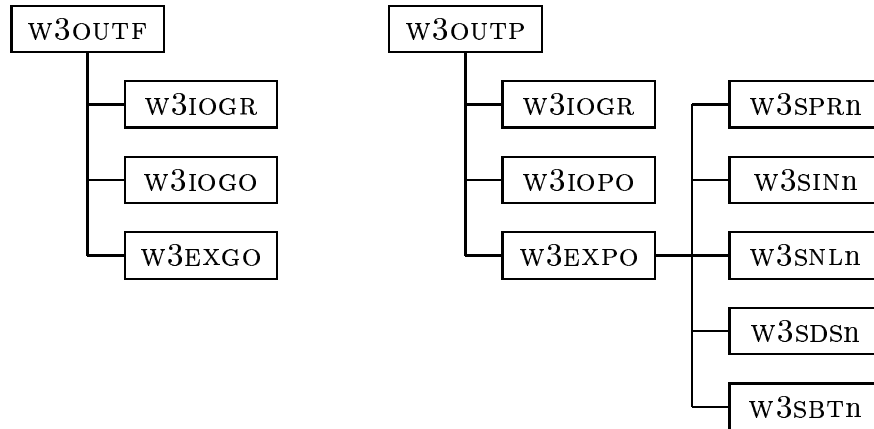 W3OUTF
W3IOGR
W3IOGO
W3EXGO
W3OUTP
W3IOGR
W3IOPO
W3EXPO
W3SPRn
W3SINn
W3SNLn
W3SDSn
W3SBTn